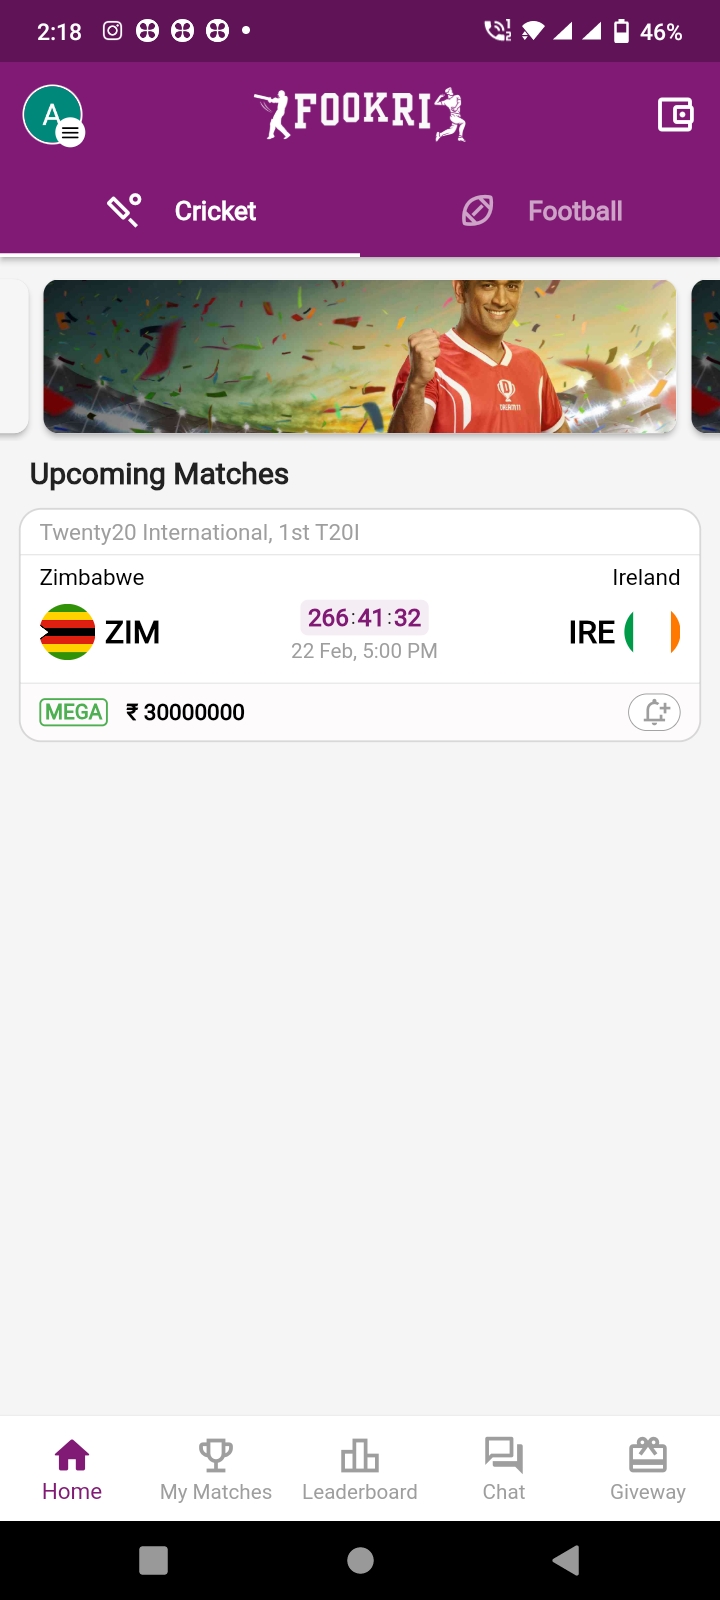 2:18
46%
A
FOOKRI
Cricket
Football
Upcoming Matches
Twenty20 International, 1st T20I
Zimbabwe
Ireland
ZIM
266:41:32
IRE
22 Feb, 5:00 PM
MEGA
₹ 30000000
Home
My Matches
Leaderboard
Chat
Giveway